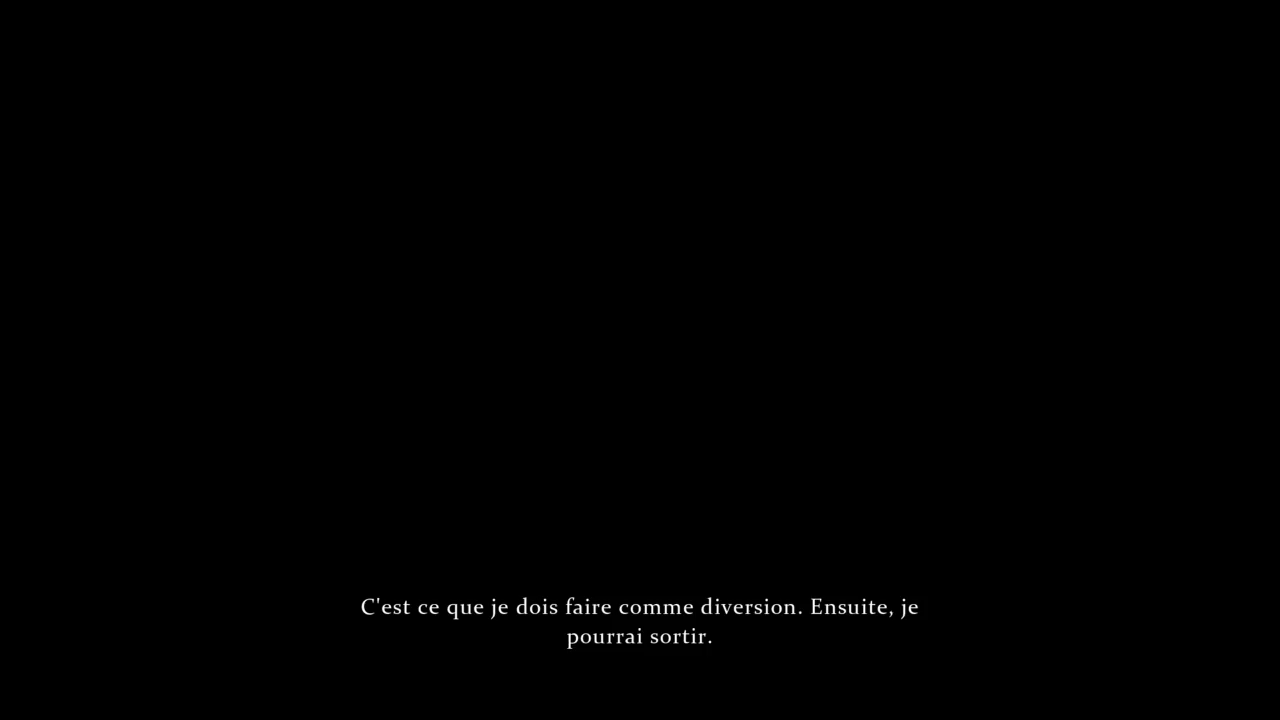 C'est ce que je dois faire comme diversion. Ensuite, je
pourrai sortir.